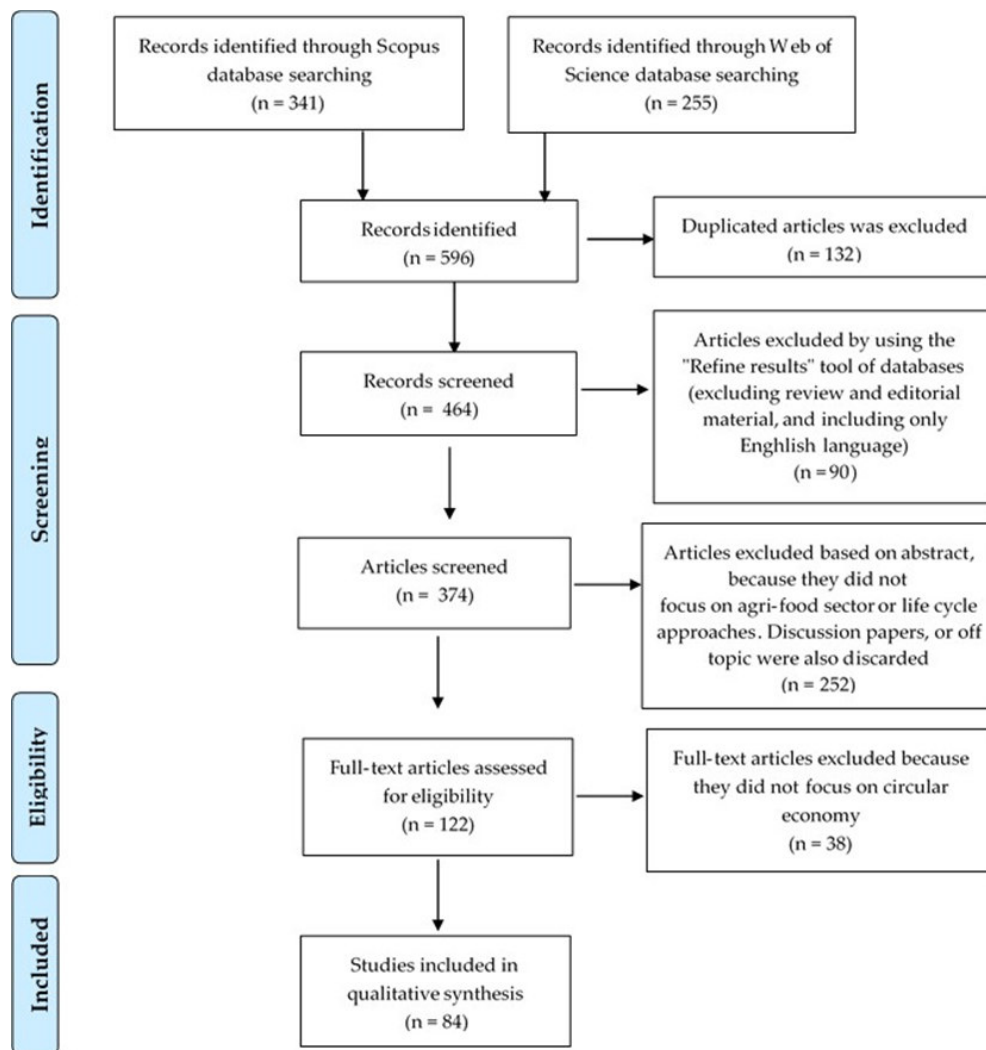 Identification
Records identified through Scopus
database searching
(n = 341)
Records identified through Web of
Science database searching
(n = 255)
Records identified
(n = 596)
Duplicated articles was excluded
(n = 132)
Screening
Records screened
(n = 464)
Articles excluded by using the
"Refine results" tool of databases
(excluding review and editorial
material, and including only
Enghlish language)
(n = 90)
Articles screened
(n = 374)
Articles excluded based on abstract,
because they did not
focus on agri-food sector or life cycle
approaches. Discussion papers, or off
topic were also discarded
(n = 252)
Eligibility
Full-text articles assessed
for eligibility
(n = 122)
Full-text articles excluded because
they did not focus on circular
economy
(n = 38)
Included
Studies included in
qualitative synthesis
(n = 84)